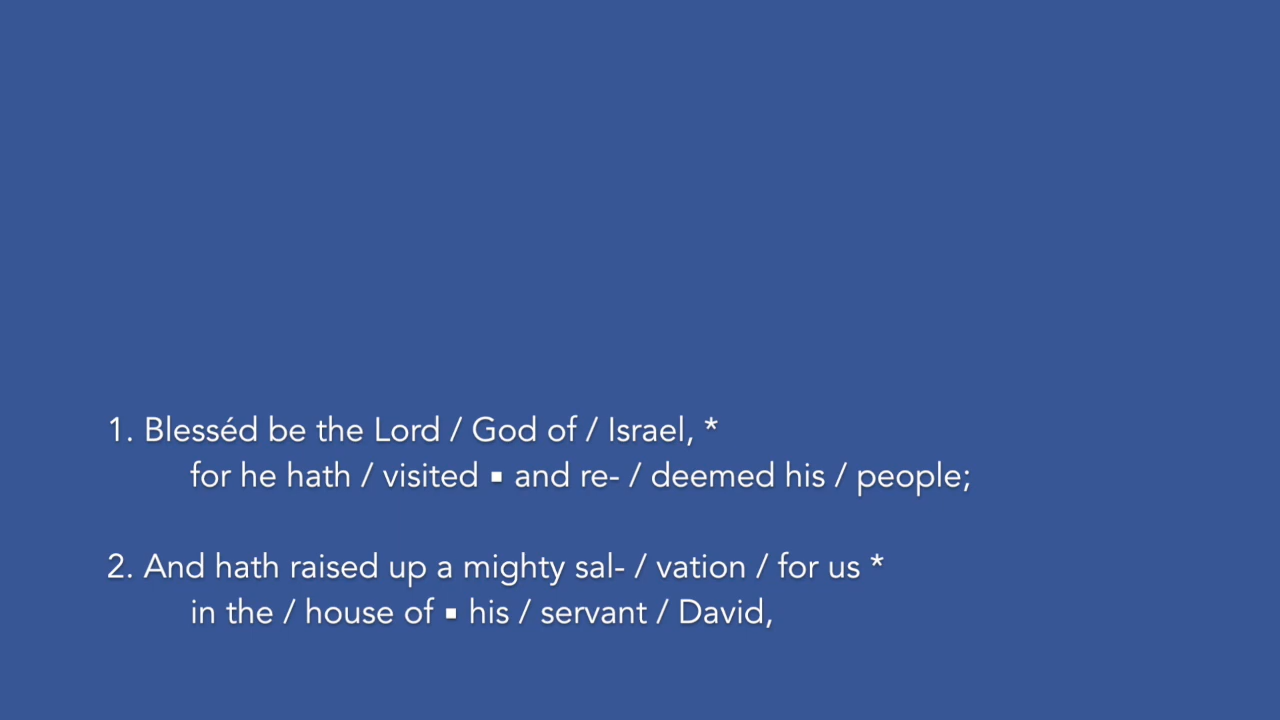 1. Blesséd be the Lord / God of / Israel, *
for he hath / visited ▪ and re- / deemed his / people;
2. And hath raised up a mighty sal- / vation / for us *
in the / house of ▪ his / servant / David,